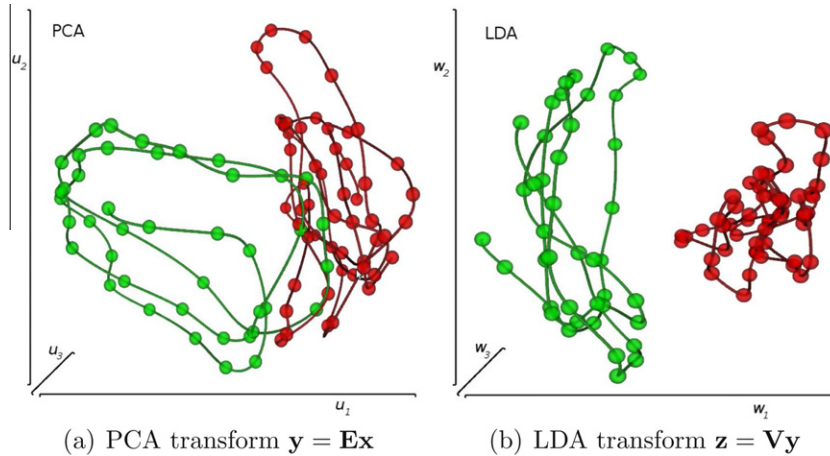 PCA
u2
u3
u1
(a) PCA transform y = Ex
LDA
w2
w3
w1
(b) LDA transform z = Vy